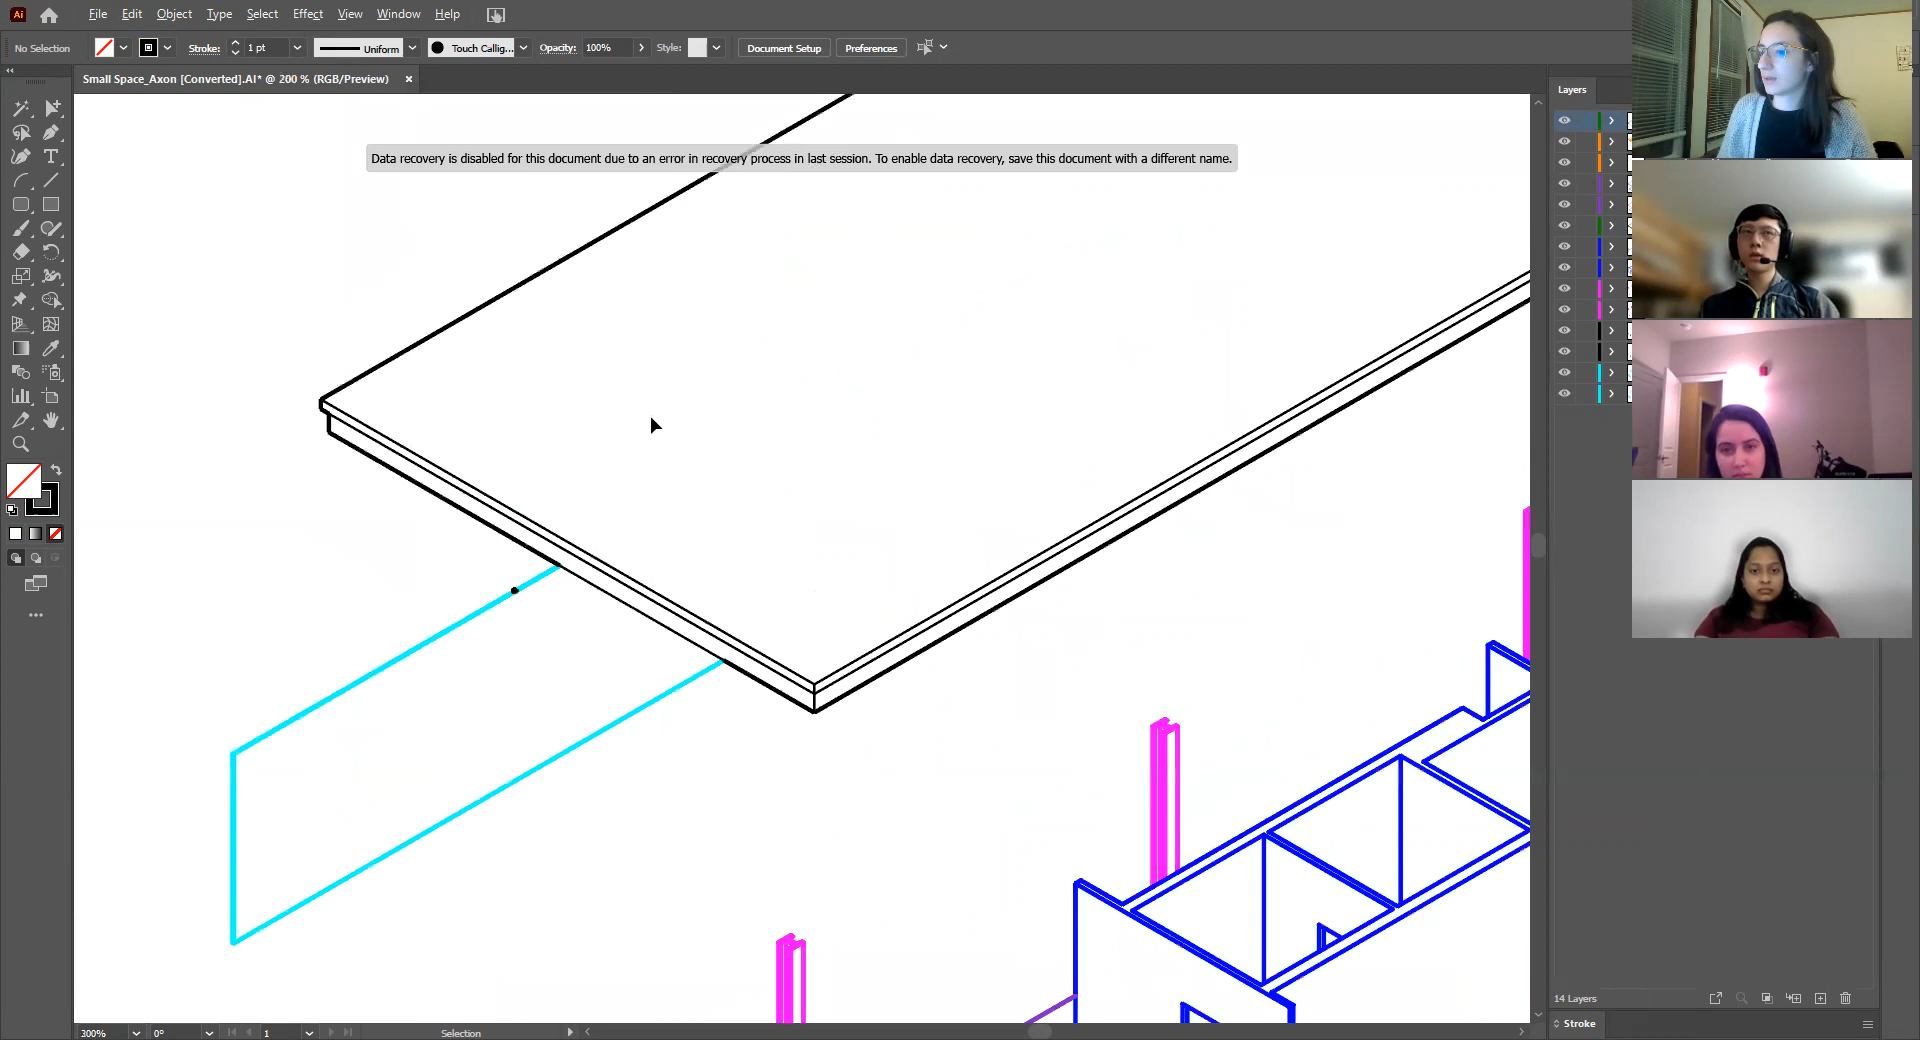 Ai File Edit Object Type Select Effect View Window Help
No Selection Stroke: 1 pt Uniform Touch Callig... Opacity: 100% Style: Document Setup Preferences
Small Space_Axon [Converted].AI* @ 200 % (RGB/Preview) ×
Layers
Data recovery is disabled for this document due to an error in recovery process in last session. To enable data recovery, save this document with a different name.
14 Layers
Stroke
300% 0° 1 Selection